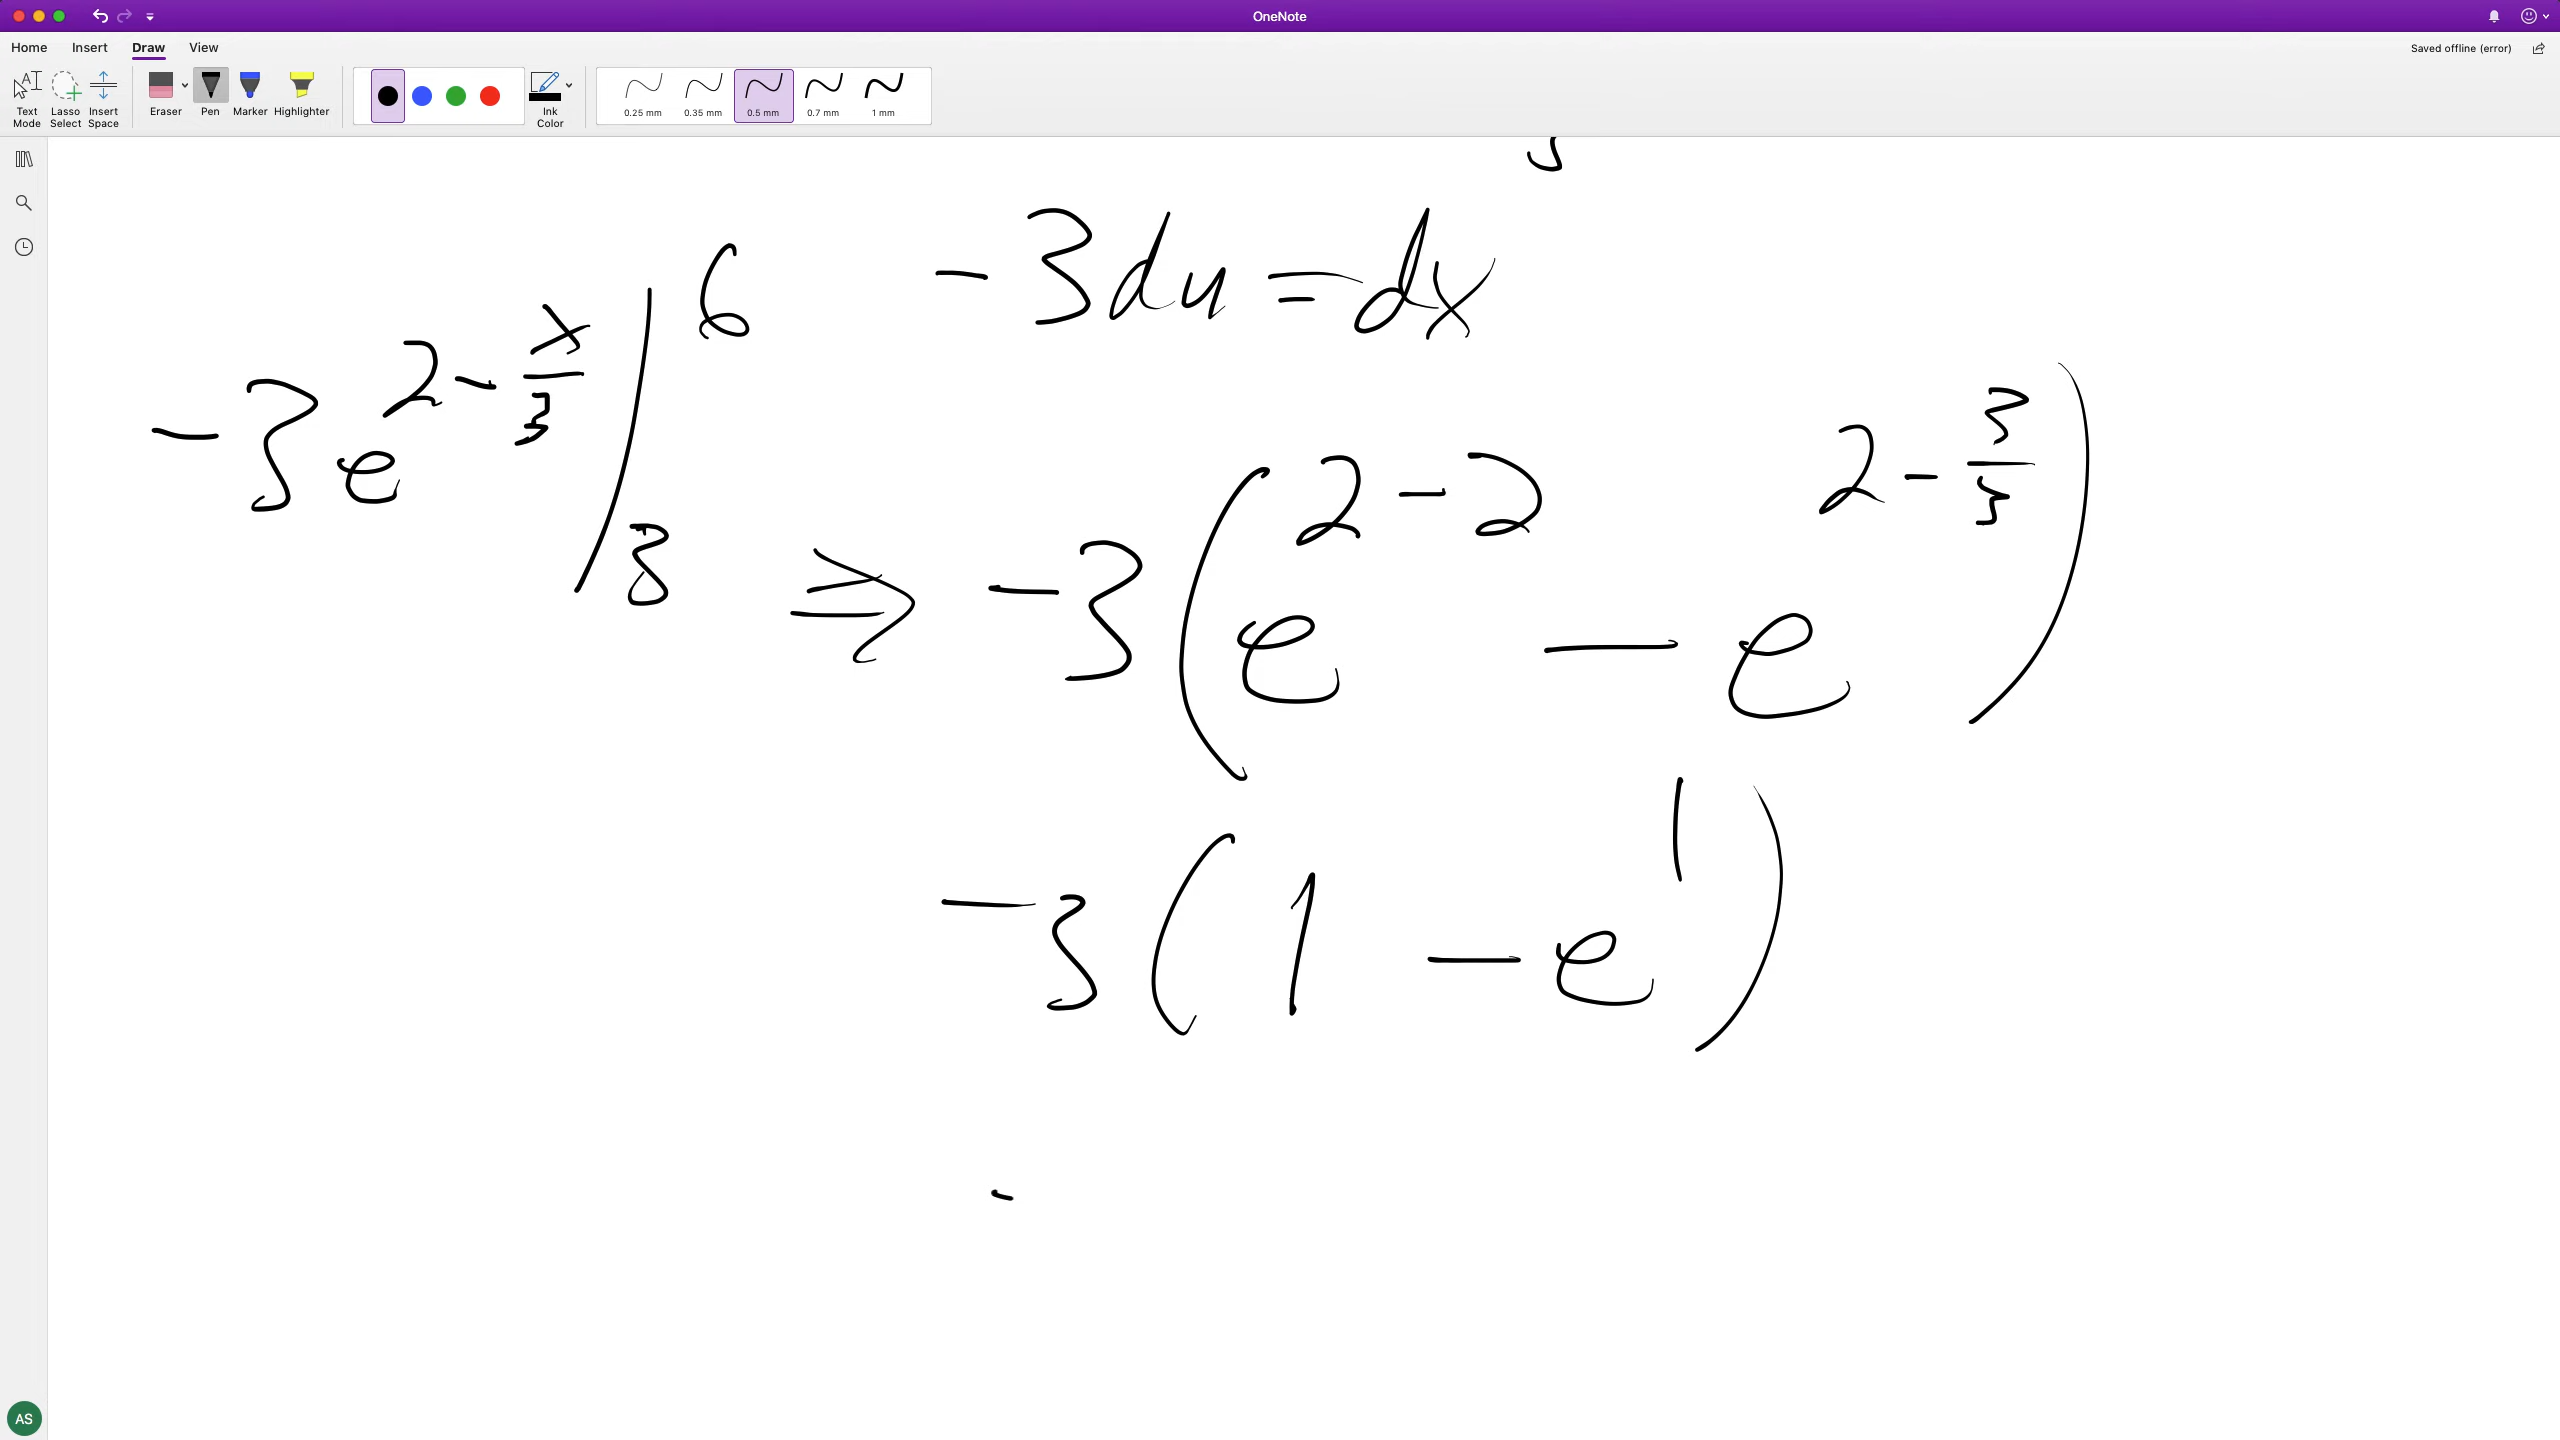 OneNote
Home Insert Draw View
Saved offline (error)
Text Mode
Lasso Select
Insert Space
Eraser
Pen
Marker
Highlighter
Ink Color
0.25 mm
0.35 mm
0.5 mm
0.7 mm
1 mm
-3du = dx
-3e^(2 - x/3) |_3^6
⇒ -3(e^(2-2) - e^(2 - 3/3))
-3(1 - e^1)
-
AS